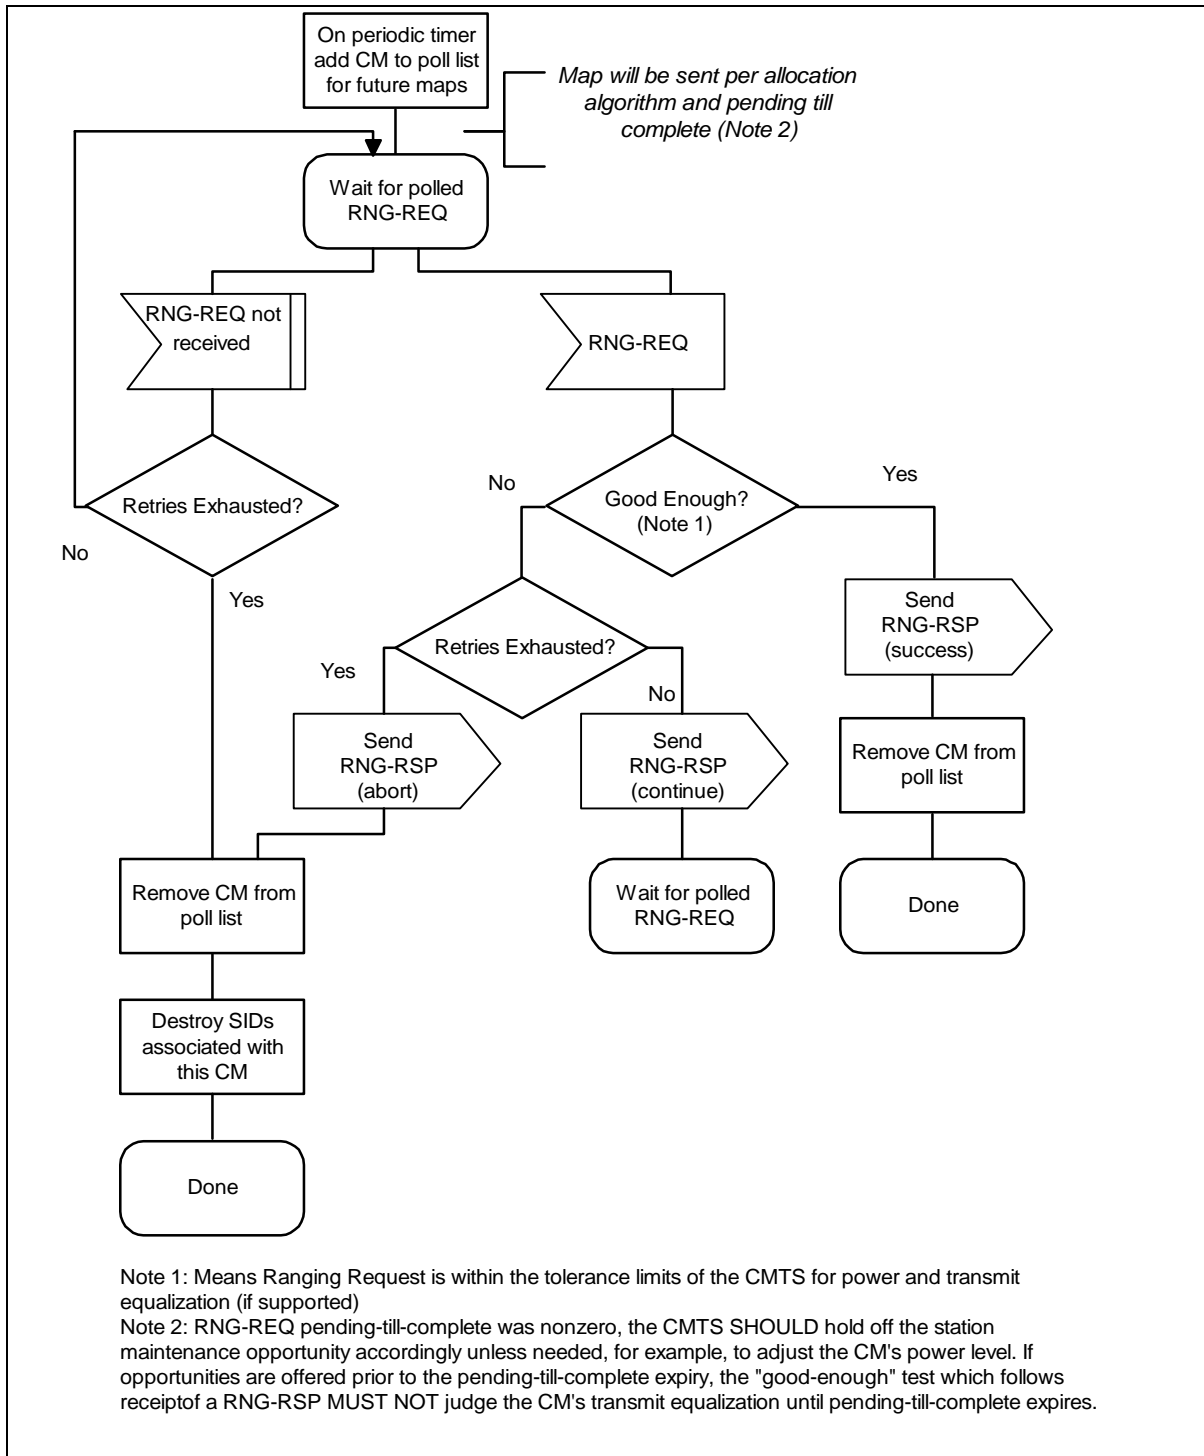 On periodic timer
add CM to poll list
for future maps
Map will be sent per allocation
algorithm and pending till
complete (Note 2)
Wait for polled
RNG-REQ
RNG-REQ not
received
RNG-REQ
Retries Exhausted?
No
Yes
No
Good Enough?
(Note 1)
Yes
Retries Exhausted?
Yes
No
Send
RNG-RSP
(success)
Send
RNG-RSP
(abort)
Send
RNG-RSP
(continue)
Remove CM from
poll list
Remove CM from
poll list
Wait for polled
RNG-REQ
Done
Destroy SIDs
associated with
this CM
Done
Note 1: Means Ranging Request is within the tolerance limits of the CMTS for power and transmit
equalization (if supported)
Note 2: RNG-REQ pending-till-complete was nonzero, the CMTS SHOULD hold off the station
maintenance opportunity accordingly unless needed, for example, to adjust the CM's power level. If
opportunities are offered prior to the pending-till-complete expiry, the "good-enough" test which follows
receiptof a RNG-RSP MUST NOT judge the CM's transmit equalization until pending-till-complete expires.